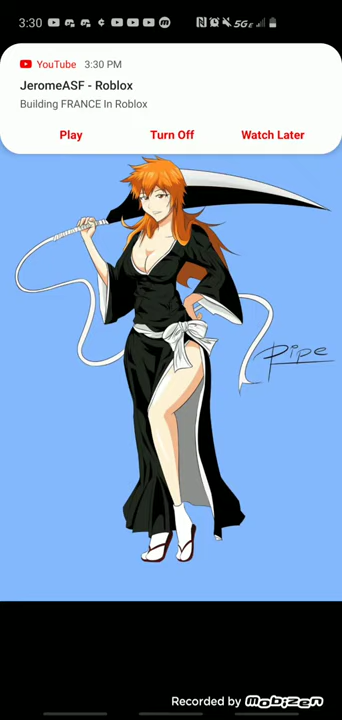 3:30 5GE
YouTube 3:30 PM
JeromeASF - Roblox
Building FRANCE In Roblox
Play Turn Off Watch Later
Pipe
Recorded by Mobizen